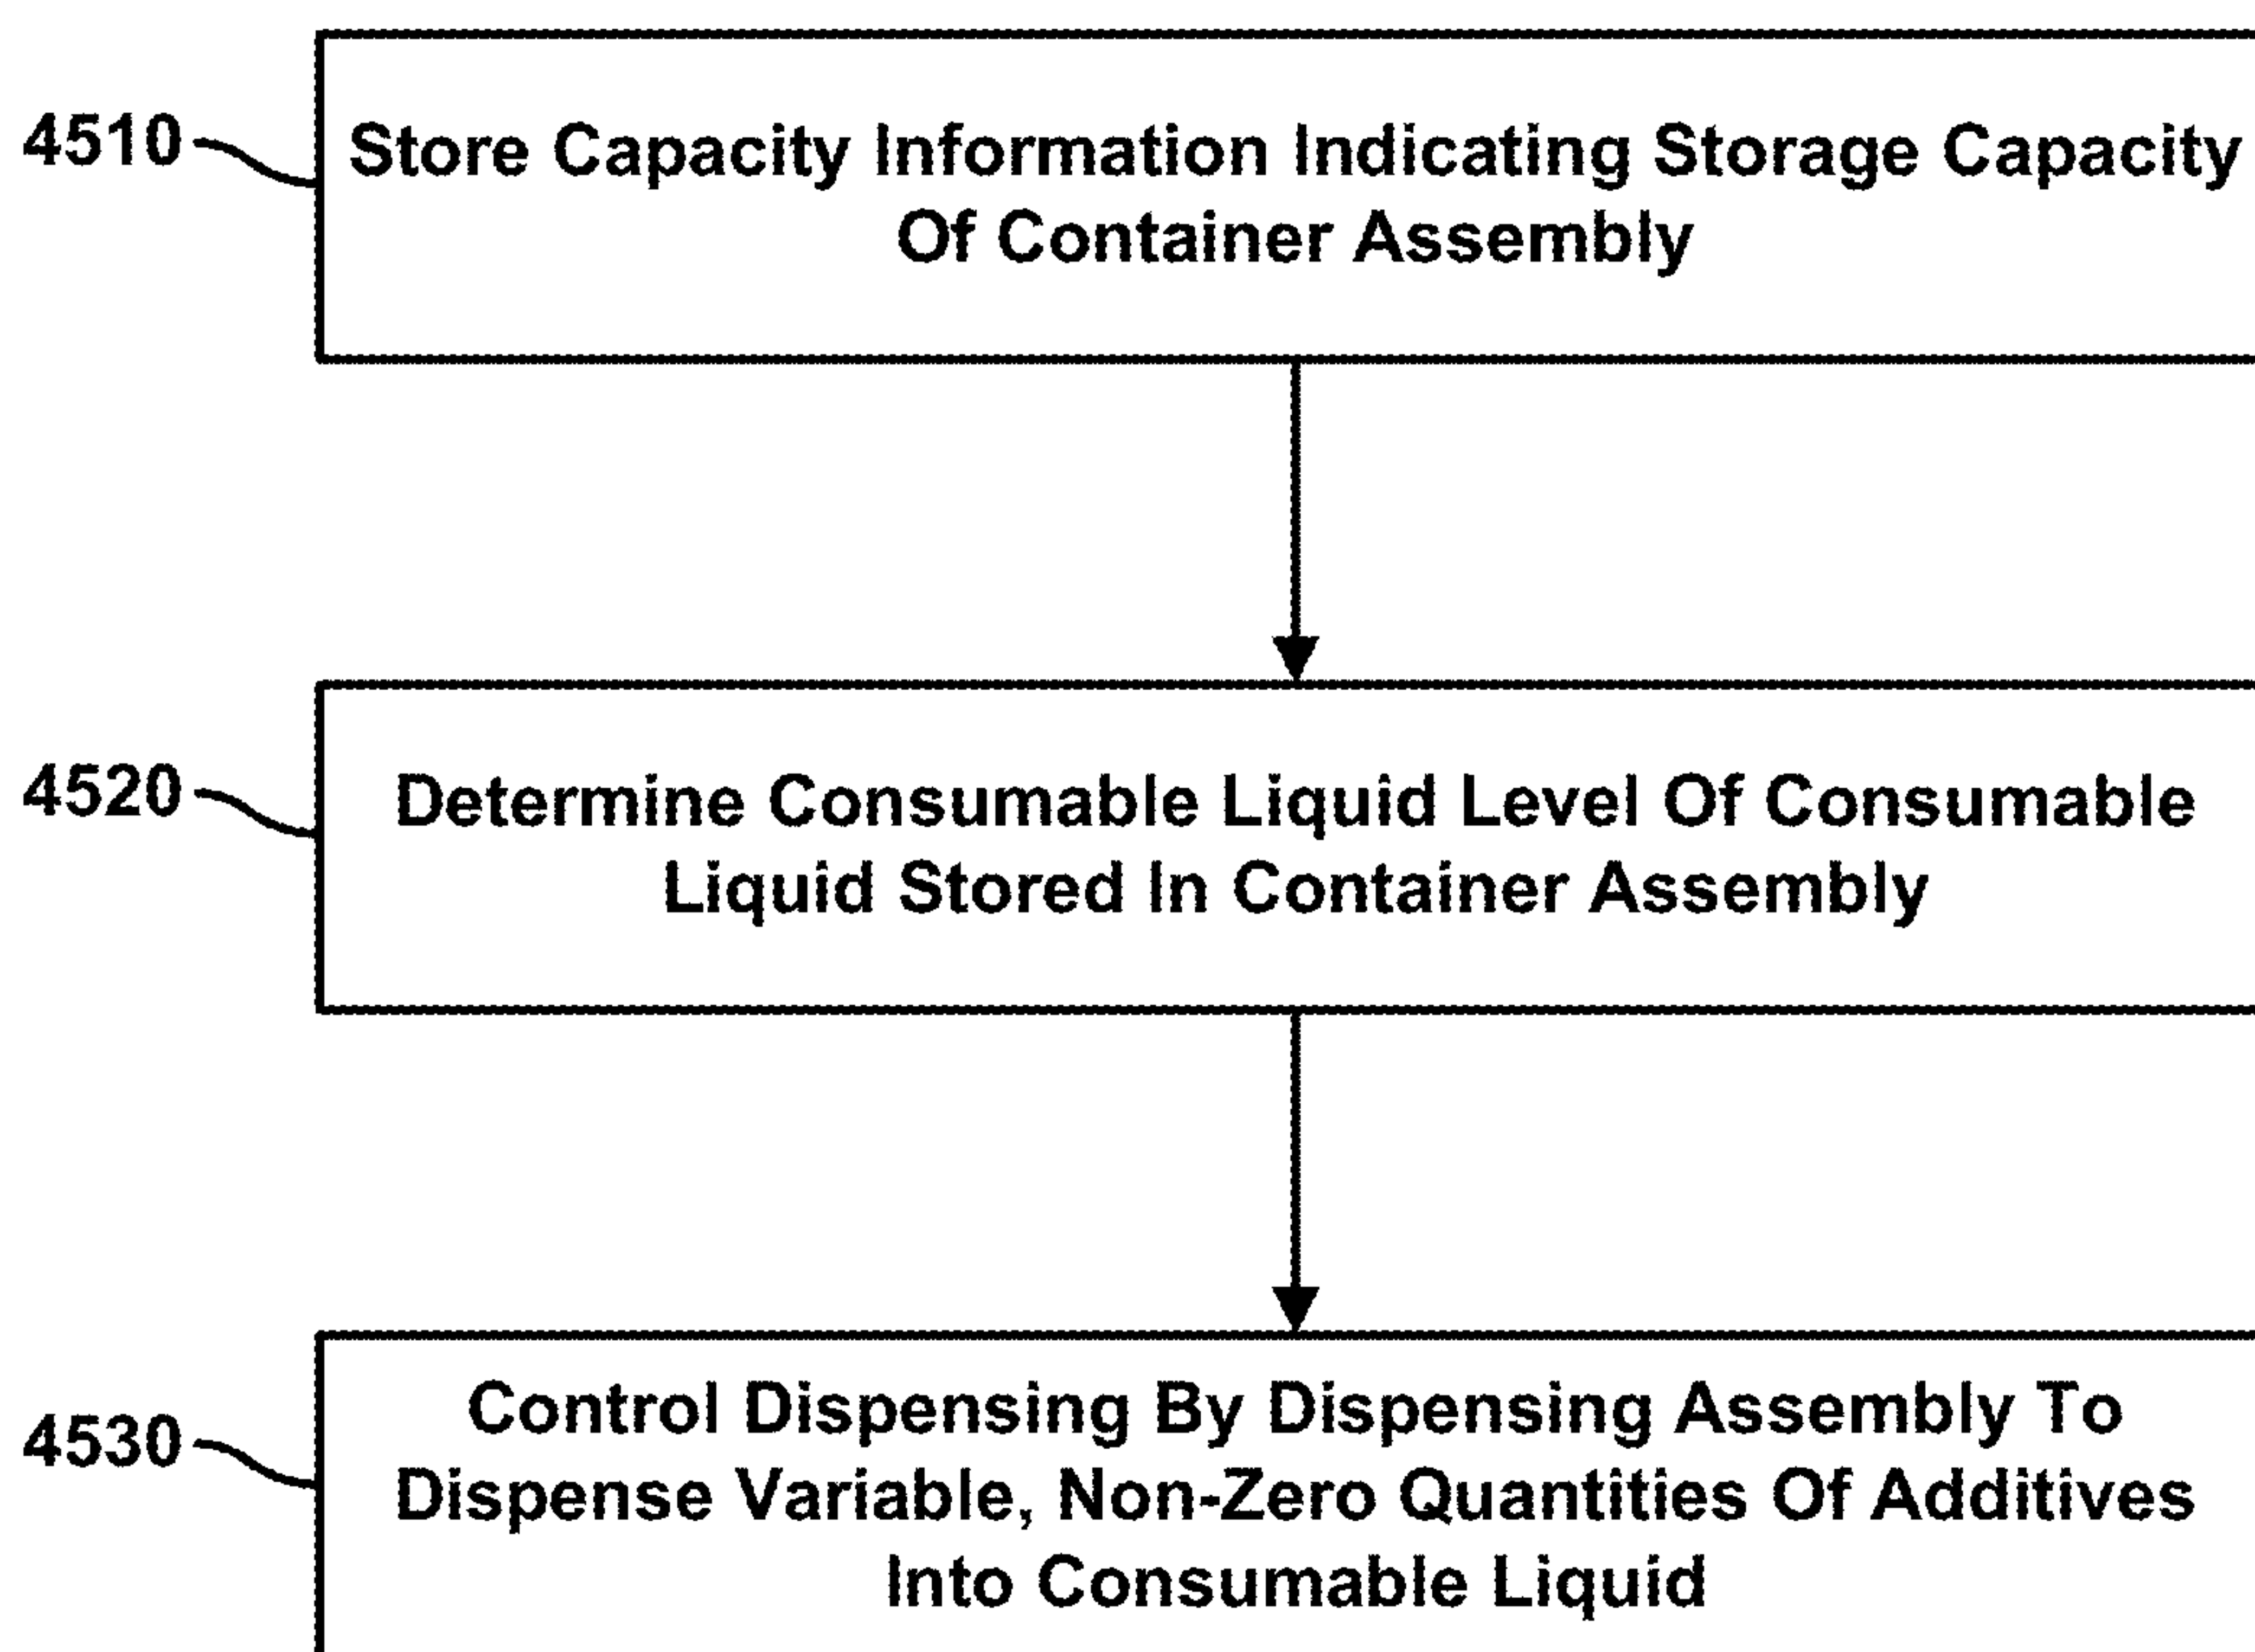 4510
Store Capacity Information Indicating Storage Capacity
Of Container Assembly
4520
Determine Consumable Liquid Level Of Consumable
Liquid Stored In Container Assembly
4530
Control Dispensing By Dispensing Assembly To
Dispense Variable, Non-Zero Quantities Of Additives
Into Consumable Liquid